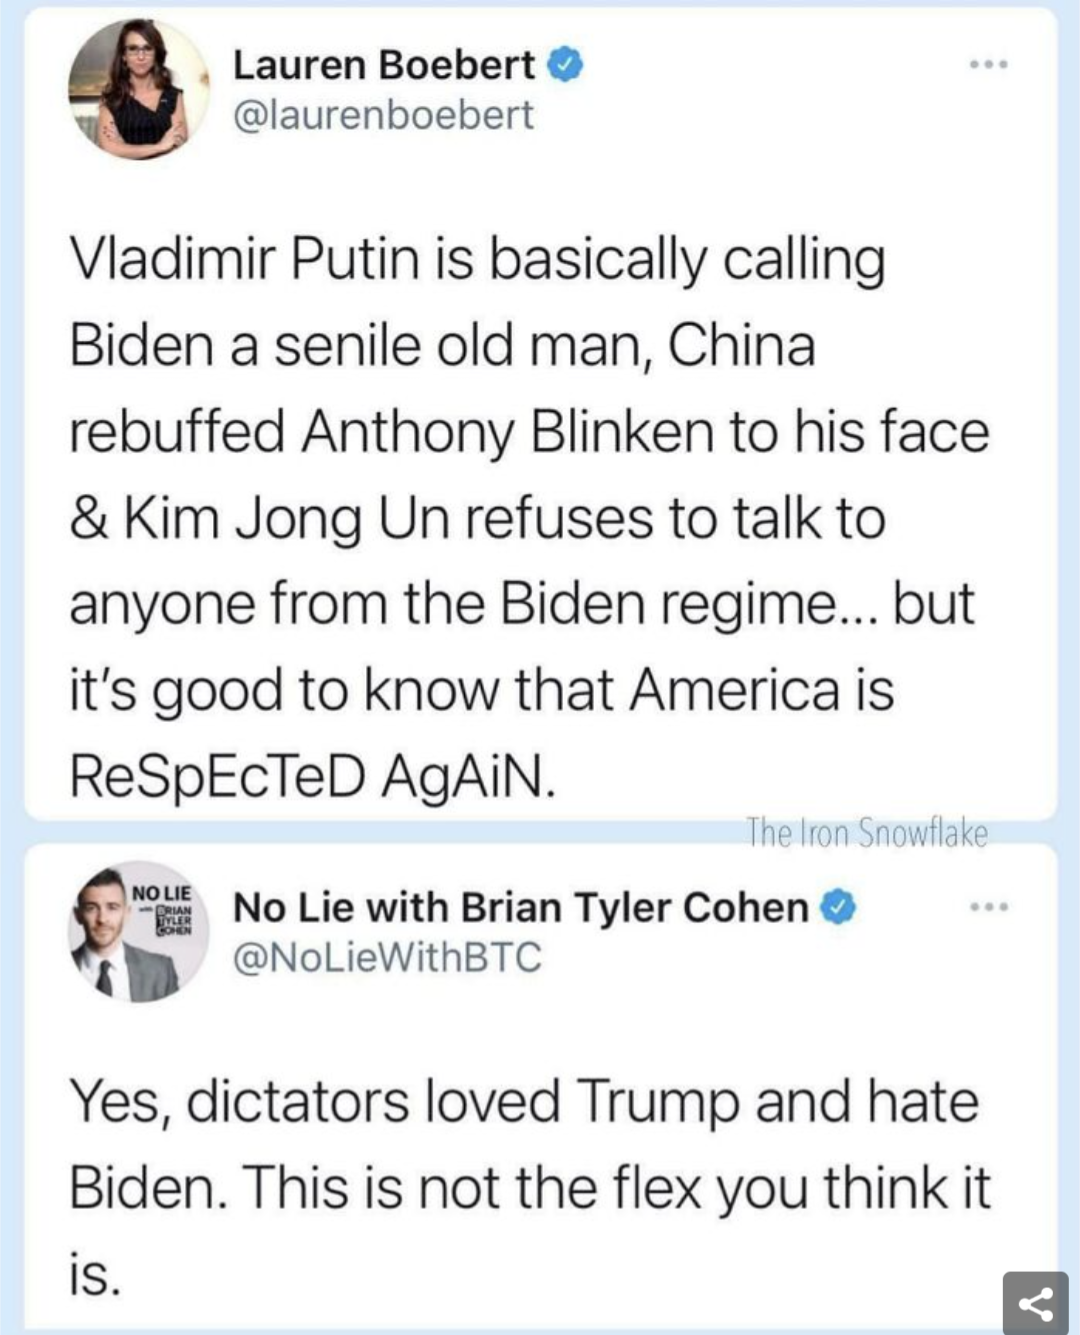 Lauren Boebert
@laurenboebert
Vladimir Putin is basically calling
Biden a senile old man, China
rebuffed Anthony Blinken to his face
& Kim Jong Un refuses to talk to
anyone from the Biden regime... but
it's good to know that America is
ReSpEcTeD AgAiN.
The Iron Snowflake
NO LIE
with BRIAN
TYLER
COHEN
No Lie with Brian Tyler Cohen
@NoLieWithBTC
Yes, dictators loved Trump and hate
Biden. This is not the flex you think it
is.